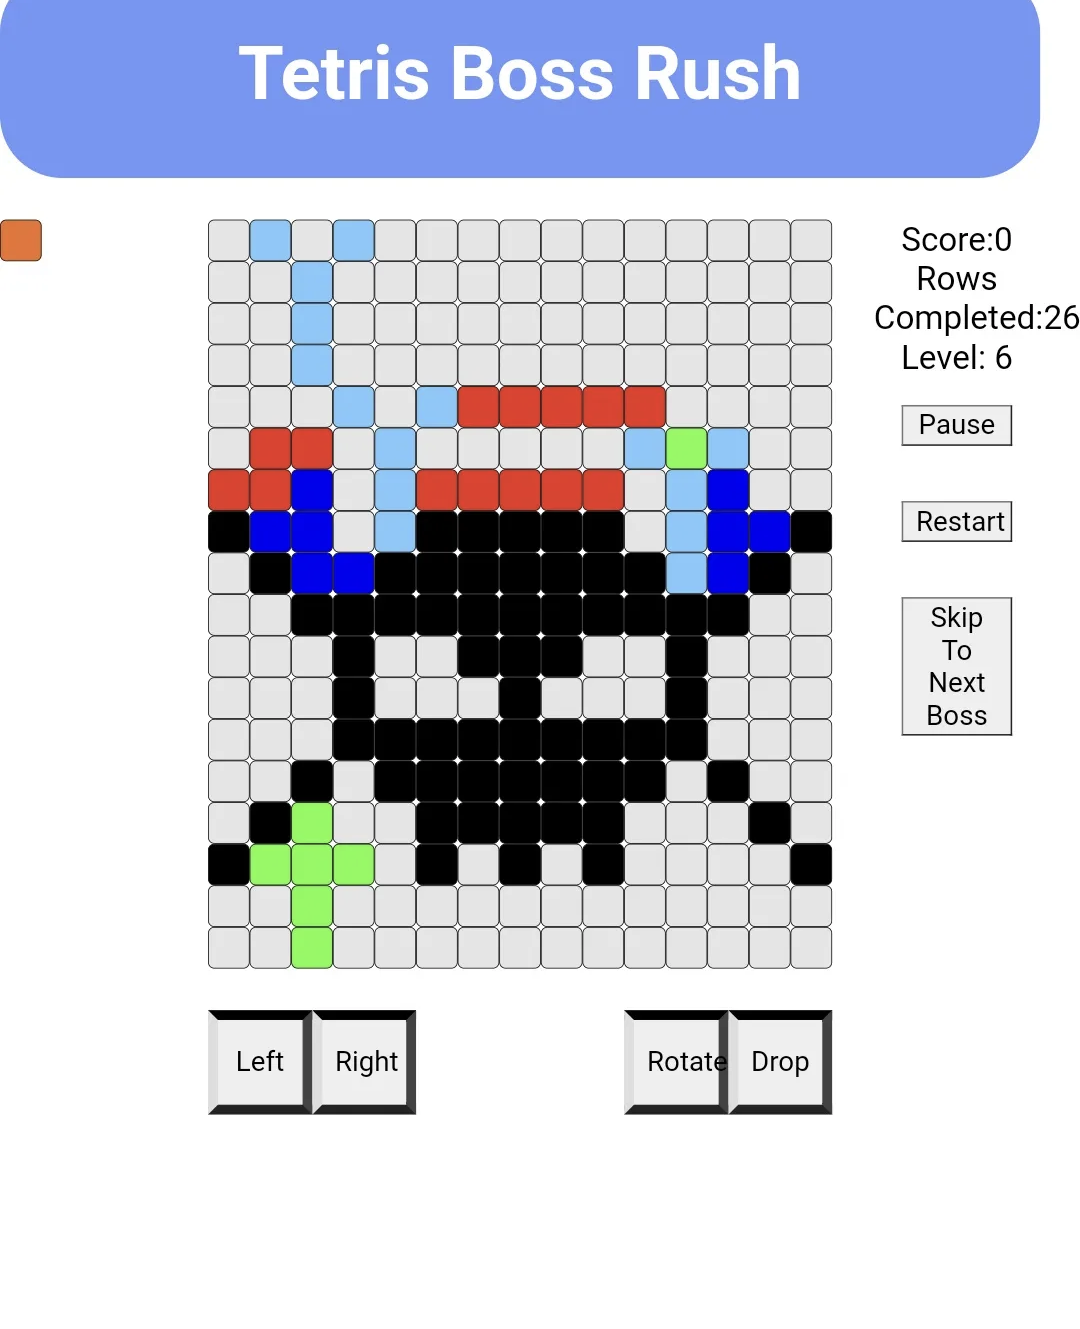 Tetris Boss Rush
Score:0
Rows
Completed:26
Level: 6
Pause
Restart
Skip
To
Next
Boss
Left
Right
Rotate
Drop